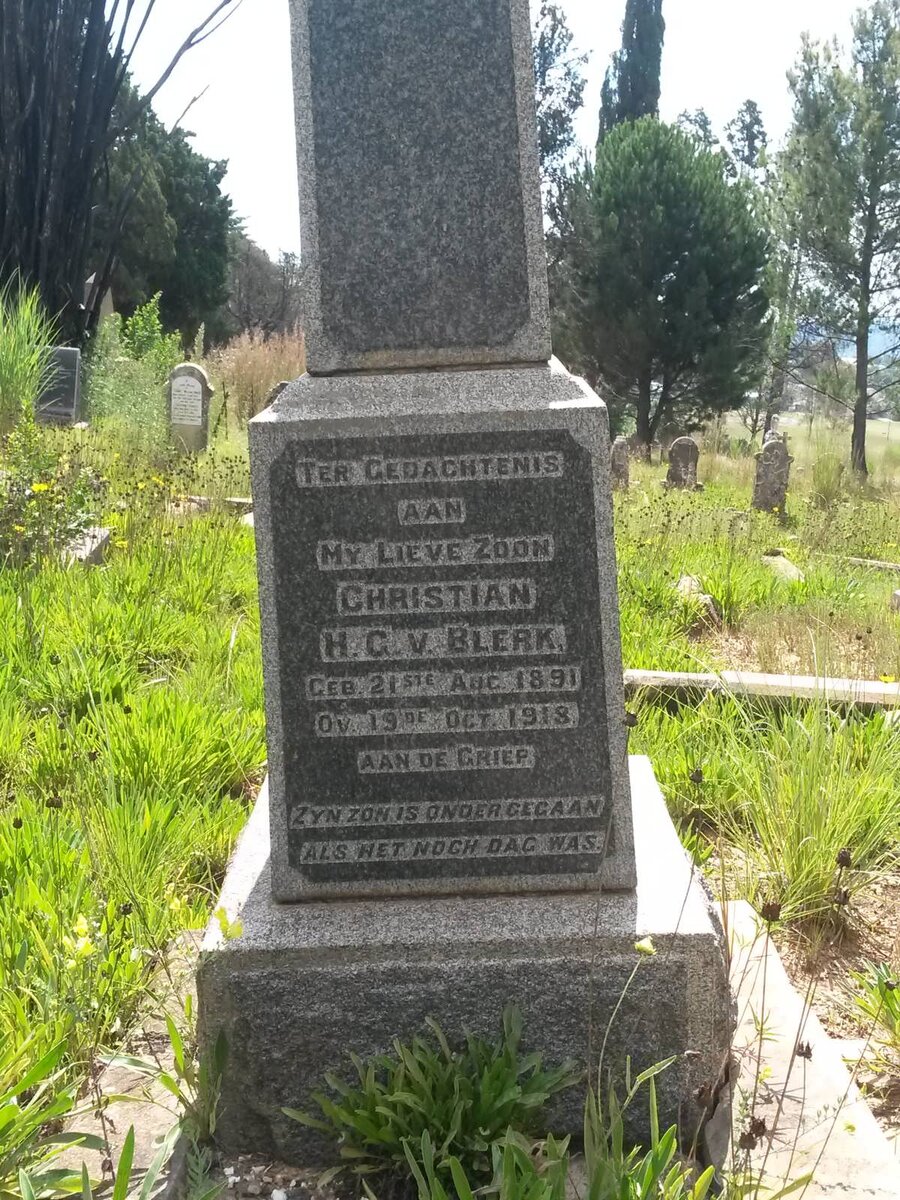 TER GEDACHTENIS
AAN
MY LIEVE ZOON
CHRISTIAN
H. G. v. BLERK.
GEB. 21STE AUG. 1891
OV. 19DE OCT. 1918
AAN DE GRIEP.
ZYN ZON IS ONDERGEGAAN
ALS HET NOCH DAG WAS.